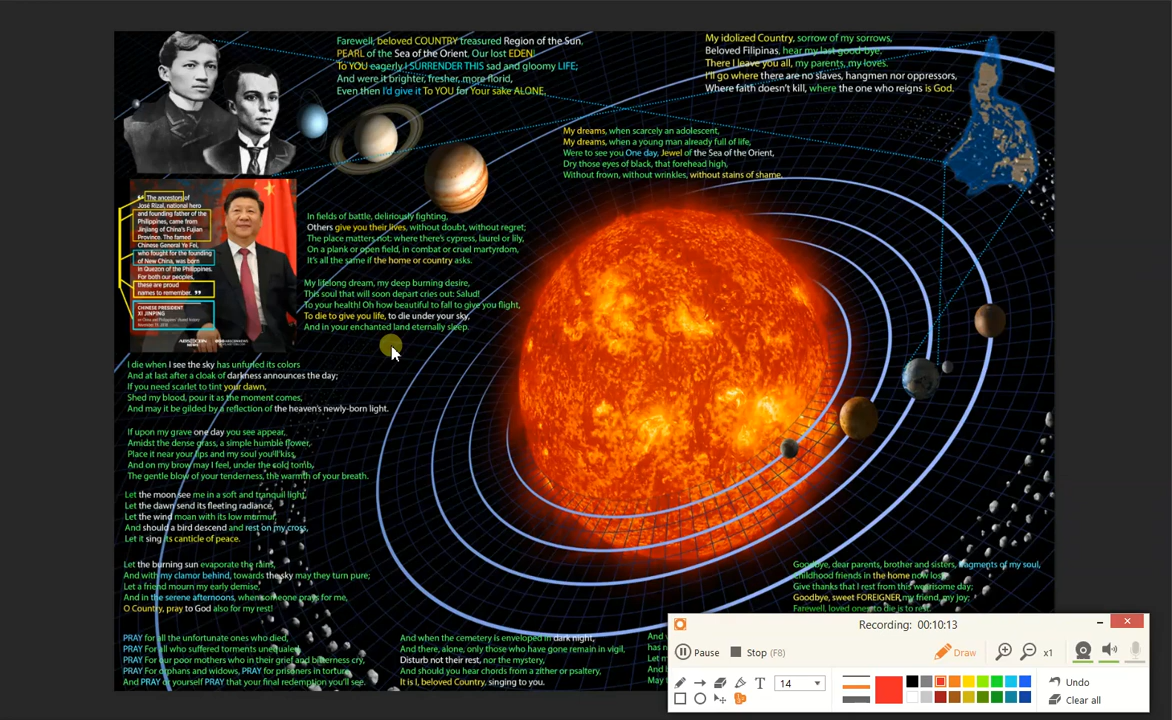 Farewell, beloved COUNTRY treasured Region of the Sun,
PEARL of the Sea of the Orient. Our lost EDEN!
To YOU eagerly I SURRENDER THIS sad and gloomy LIFE;
And were it brighter, fresher, more florid,
Even then I'd give it To YOU for Your sake ALONE.
My idolized Country, sorrow of my sorrows,
Beloved Filipinas, hear my last good-bye,
There I leave you all, my parents, my loves.
I'll go where there are no slaves, hangmen nor oppressors,
Where faith doesn't kill, where the one who reigns is God.
My dreams, when scarcely an adolescent,
My dreams, when a young man already full of life,
Were to see you One day, Jewel of the Sea of the Orient,
Dry those eyes of black, that forehead high,
Without frown, without wrinkles, without stains of shame.
The ancestors of
José Rizal, national hero
and founding father of the
Philippines, came from
Jinjiang of China's Fujian
Province. The famed
Chinese General Ye Fei,
who fought for the founding
of New China, was born
in Quezon of the Philippines.
For both our peoples,
these are proud
names to remember.
CHINESE PRESIDENT
XI JINPING
In fields of battle, deliriously fighting,
Others give you their lives, without doubt, without regret;
The place matters not: where there's cypress, laurel or lily,
On a plank or open field, in combat or cruel martyrdom,
It's all the same if the home or country asks.
My lifelong dream, my deep burning desire,
This soul that will soon depart cries out: Salud!
To your health! Oh how beautiful to fall to give you flight,
To die to give you life, to die under your sky,
And in your enchanted land eternally sleep.
I die when I see the sky has unfurled its colors
And at last after a cloak of darkness announces the day;
If you need scarlet to tint your dawn,
Shed my blood, pour it as the moment comes,
And may it be gilded by a reflection of the heaven's newly-born light.
If upon my grave one day you see appear,
Amidst the dense grass, a simple humble flower,
Place it near your lips and my soul you'll kiss,
And on my brow may I feel, under the cold tomb,
The gentle blow of your tenderness, the warmth of your breath.
Let the moon see me in a soft and tranquil light,
Let the dawn send its fleeting radiance,
Let the wind moan with its low murmur,
And should a bird descend and rest on my cross,
Let it sing its canticle of peace.
Let the burning sun evaporate the rains,
And with my clamor behind, towards the sky may they turn pure;
Let a friend mourn my early demise,
And in the serene afternoons, when someone prays for me,
O Country, pray to God also for my rest!
PRAY for all the unfortunate ones who died,
PRAY For all who suffered torments unequaled,
PRAY For our poor mothers who in their grief and bitterness cry,
PRAY For orphans and widows, PRAY for prisoners in torture,
And PRAY or yourself PRAY that your final redemption you'll see.
And when the cemetery is enveloped in dark night,
And there, alone, only those who have gone remain in vigil,
Disturb not their rest, nor the mystery,
And should you hear chords from a zither or psaltery,
It is I, beloved Country, singing to you.
Goodbye, dear parents, brother and sisters, fragments of my soul,
Childhood friends in the home now lost,
Give thanks that I rest from this wearisome day;
Goodbye, sweet FOREIGNER, my friend, my joy;
Farewell, loved ones, to die is to rest.
And
has n
Let m
Recording: 00:10:13
Pause
Stop (F8)
Draw
x1
T
14
Undo
Clear all